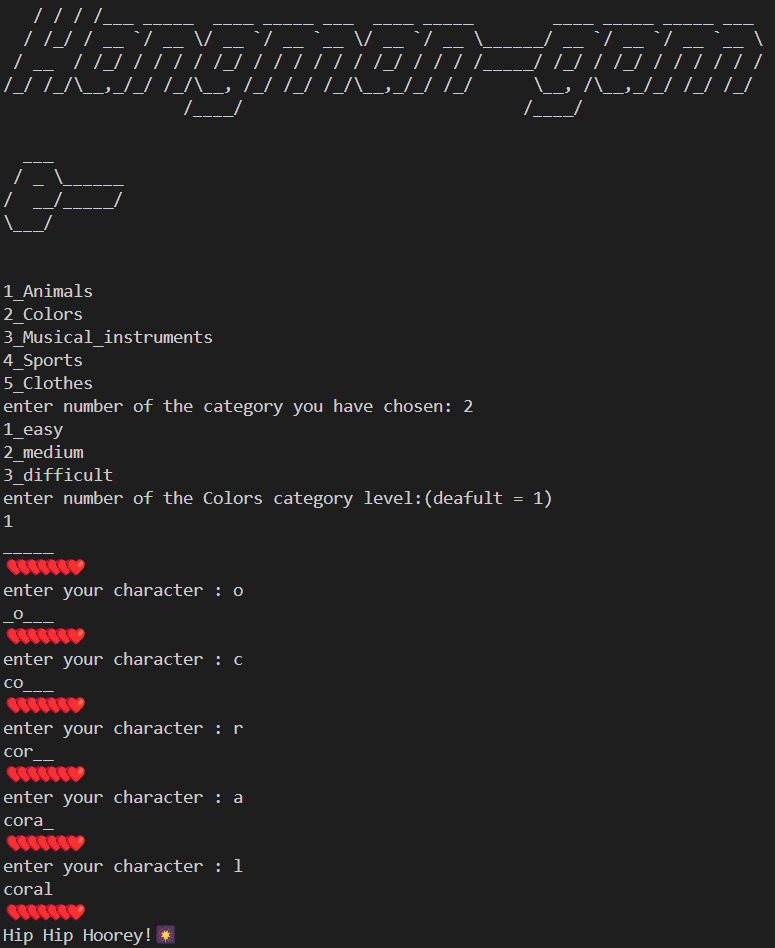 Hangman-game
1_Animals
2_Colors
3_Musical_instruments
4_Sports
5_Clothes
enter number of the category you have chosen: 2
1_easy
2_medium
3_difficult
enter number of the Colors category level:(deafult = 1)
1
_____
❤❤❤❤❤❤❤
enter your character : o
_o___
❤❤❤❤❤❤❤
enter your character : c
co___
❤❤❤❤❤❤❤
enter your character : r
cor__
❤❤❤❤❤❤❤
enter your character : a
cora_
❤❤❤❤❤❤❤
enter your character : l
coral
❤❤❤❤❤❤❤
Hip Hip Hoorey!🎇